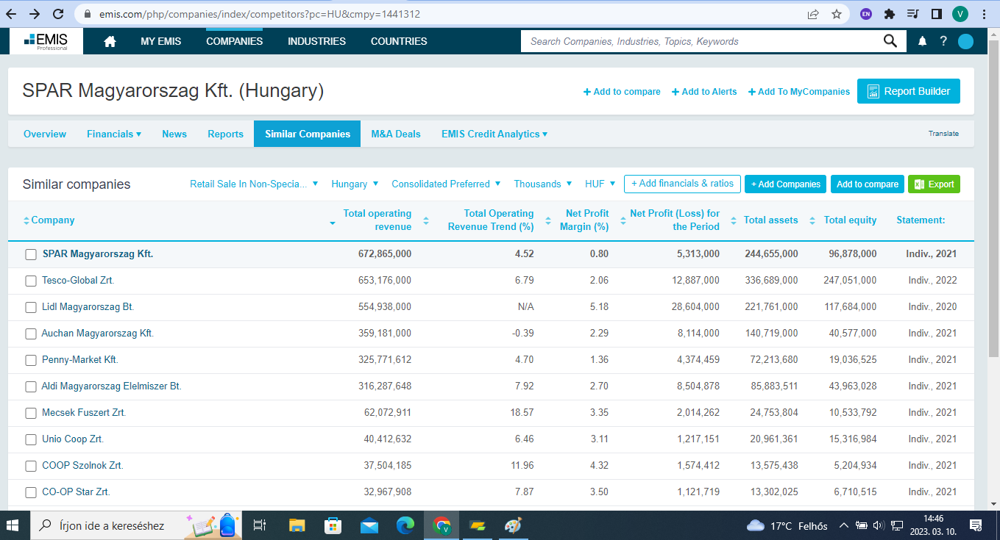 emis.com/php/companies/index/competitors?pc=HU&cmpy=1441312
EN
V
EMIS
Professional
MY EMIS
COMPANIES
INDUSTRIES
COUNTRIES
Search Companies, Industries, Topics, Keywords
?
SPAR Magyarorszag Kft. (Hungary)
+ Add to compare
+ Add to Alerts
+ Add To MyCompanies
Report Builder
Overview
Financials
News
Reports
Similar Companies
M&A Deals
EMIS Credit Analytics
Translate
Similar companies
Retail Sale In Non-Specia...
Hungary
Consolidated Preferred
Thousands
HUF
+ Add financials & ratios
+ Add Companies
Add to compare
Export
Company
Total operating
revenue
Total Operating
Revenue Trend (%)
Net Profit
Margin (%)
Net Profit (Loss) for
the Period
Total assets
Total equity
Statement:
SPAR Magyarorszag Kft. 672,865,000 4.52 0.80 5,313,000 244,655,000 96,878,000 Indiv., 2021
Tesco-Global Zrt. 653,176,000 6.79 2.06 12,887,000 336,689,000 247,051,000 Indiv., 2022
Lidl Magyarorszag Bt. 554,938,000 N/A 5.18 28,604,000 221,761,000 117,684,000 Indiv., 2020
Auchan Magyarorszag Kft. 359,181,000 -0.39 2.29 8,114,000 140,719,000 40,577,000 Indiv., 2021
Penny-Market Kft. 325,771,612 4.70 1.36 4,374,459 72,213,680 19,036,525 Indiv., 2021
Aldi Magyarorszag Elelmiszer Bt. 316,287,648 7.92 2.70 8,504,878 85,883,511 43,963,028 Indiv., 2021
Mecsek Fuszert Zrt. 62,072,911 18.57 3.35 2,014,262 24,753,804 10,533,792 Indiv., 2021
Unio Coop Zrt. 40,412,632 6.46 3.11 1,217,151 20,961,361 15,316,984 Indiv., 2021
COOP Szolnok Zrt. 37,504,185 11.96 4.32 1,574,412 13,575,438 5,204,934 Indiv., 2021
CO-OP Star Zrt. 32,967,908 7.87 3.50 1,121,719 13,302,025 6,710,515 Indiv., 2021
Írjon ide a kereséshez
V
17°C Felhős
14:46
2023. 03. 10.